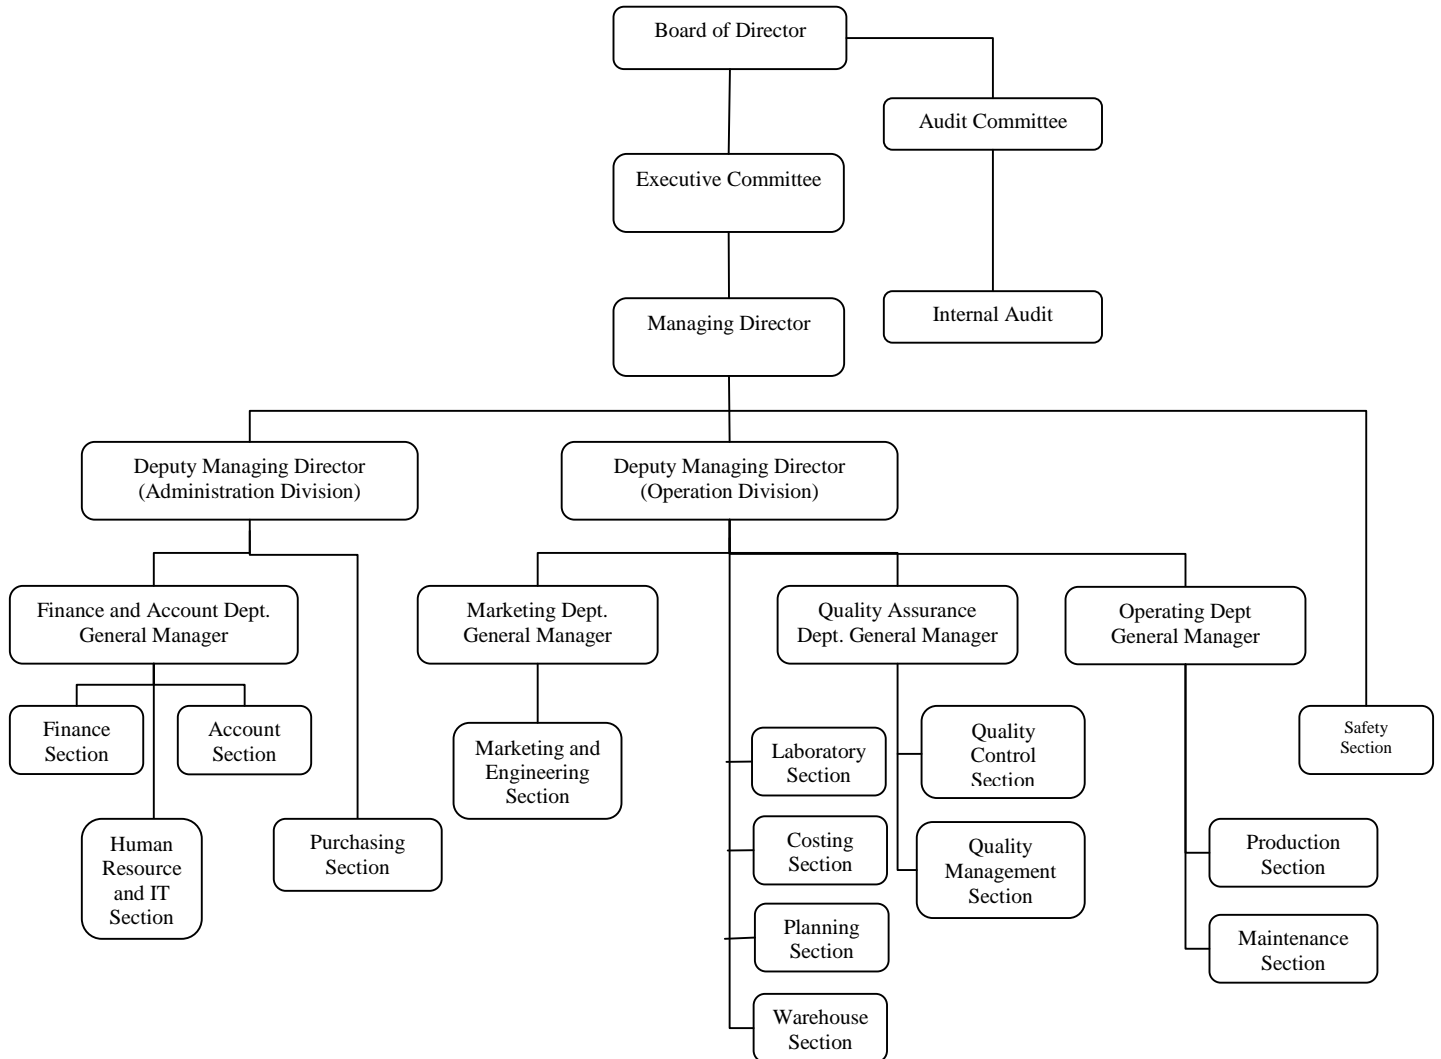 Board of Director
Audit Committee
Executive Committee
Internal Audit
Managing Director
Deputy Managing Director
(Administration Division)
Deputy Managing Director
(Operation Division)
Finance and Account Dept.
General Manager
Marketing Dept.
General Manager
Quality Assurance
Dept. General Manager
Operating Dept
General Manager
Finance
Section
Account
Section
Marketing and
Engineering
Section
Laboratory
Section
Quality
Control
Section
Safety
Section
Human
Resource
and IT
Section
Purchasing
Section
Costing
Section
Quality
Management
Section
Production
Section
Planning
Section
Maintenance
Section
Warehouse
Section